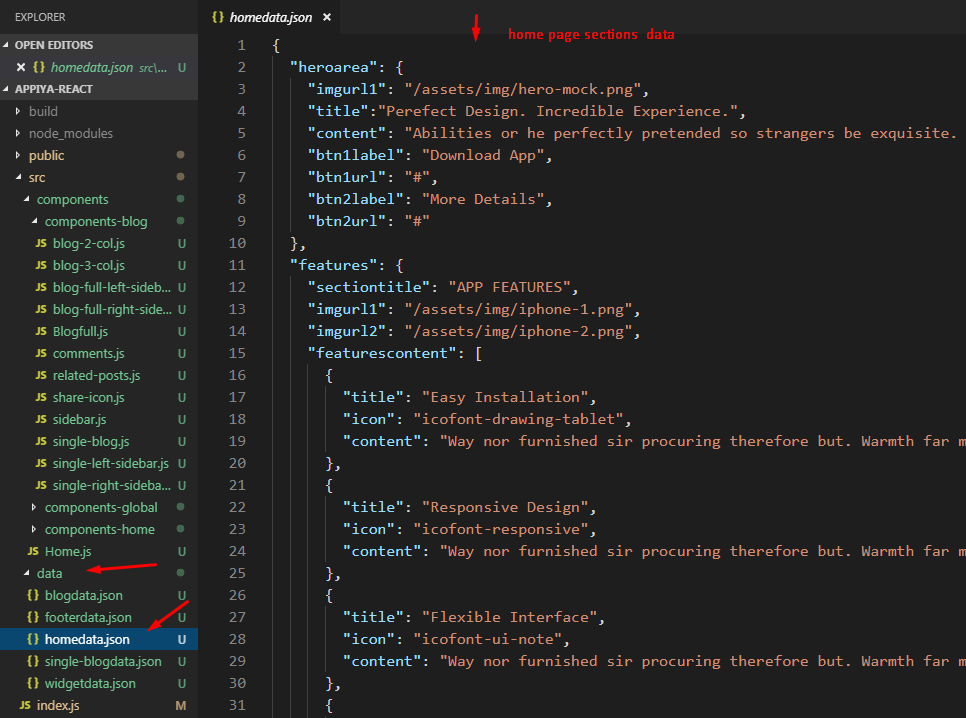 EXPLORER
OPEN EDITORS
homedata.json src\... U
APPIYA-REACT
build
node_modules
public
src
components
components-blog
JS blog-2-col.js U
JS blog-3-col.js U
JS blog-full-left-sideb... U
JS blog-full-right-side... U
JS Blogfull.js U
JS comments.js U
JS related-posts.js U
JS share-icon.js U
JS sidebar.js U
JS single-blog.js U
JS single-left-sidebar.js U
JS single-right-sideba... U
components-global
components-home
JS Home.js U
data
{} blogdata.json U
{} footerdata.json U
{} homedata.json U
{} single-blogdata.json U
{} widgetdata.json U
JS index.js M
{} homedata.json ×
home page sections data
1 {
2 "heroarea": {
3 "imgurl1": "/assets/img/hero-mock.png",
4 "title":"Perefect Design. Incredible Experience.",
5 "content": "Abilities or he perfectly pretended so strangers be exquisite.
6 "btn1label": "Download App",
7 "btn1url": "#",
8 "btn2label": "More Details",
9 "btn2url": "#"
10 },
11 "features": {
12 "sectiontitle": "APP FEATURES",
13 "imgurl1": "/assets/img/iphone-1.png",
14 "imgurl2": "/assets/img/iphone-2.png",
15 "featurescontent": [
16 {
17 "title": "Easy Installation",
18 "icon": "icofont-drawing-tablet",
19 "content": "Way nor furnished sir procuring therefore but. Warmth far m
20 },
21 {
22 "title": "Responsive Design",
23 "icon": "icofont-responsive",
24 "content": "Way nor furnished sir procuring therefore but. Warmth far m
25 },
26 {
27 "title": "Flexible Interface",
28 "icon": "icofont-ui-note",
29 "content": "Way nor furnished sir procuring therefore but. Warmth far m
30 },
31 {